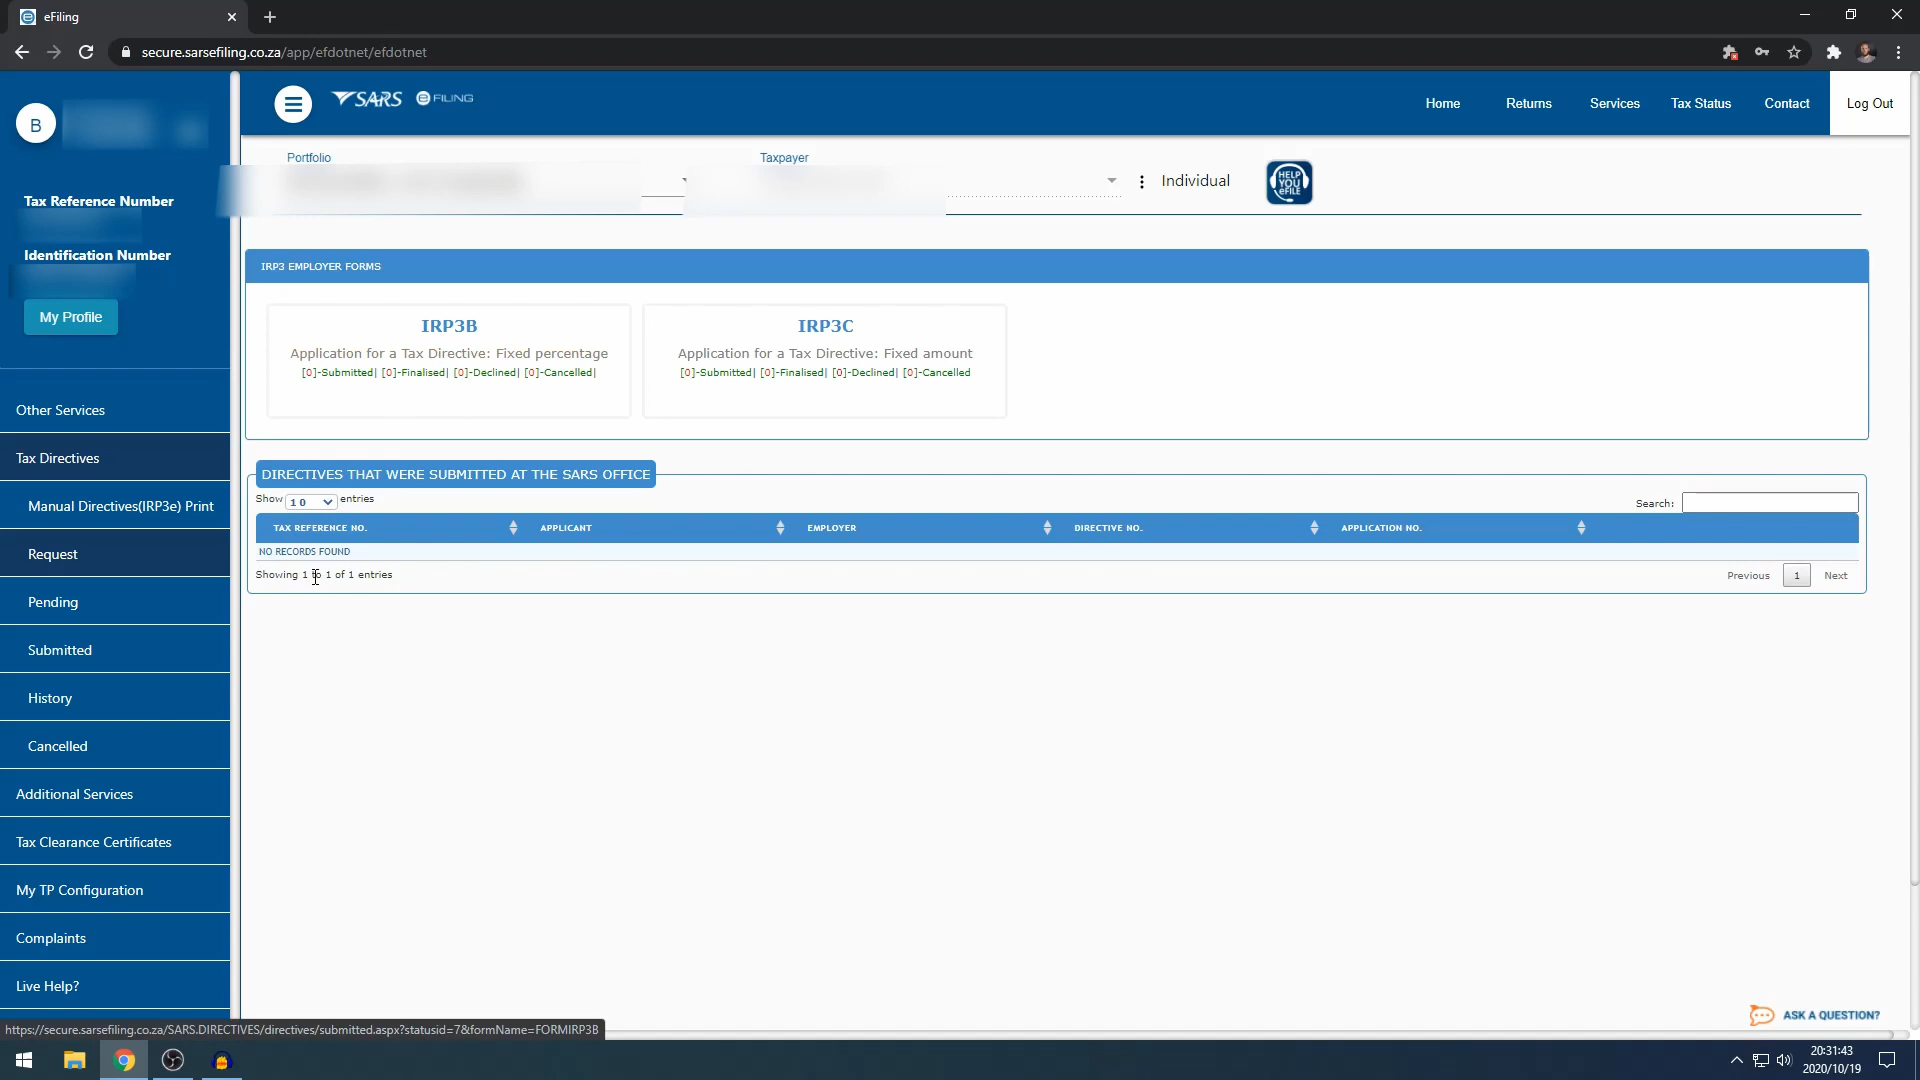 eFiling
secure.sarsefiling.co.za/app/efdotnet/efdotnet
B
Tax Reference Number
Identification Number
My Profile
Other Services
Tax Directives
Manual Directives(IRP3e) Print
Request
Pending
Submitted
History
Cancelled
Additional Services
Tax Clearance Certificates
My TP Configuration
Complaints
Live Help?
SARS eFILING
Home Returns Services Tax Status Contact Log Out
Portfolio Taxpayer
Individual
HELP
YOU
eFILE
IRP3 EMPLOYER FORMS
IRP3B
Application for a Tax Directive: Fixed percentage
[0]-Submitted| [0]-Finalised| [0]-Declined| [0]-Cancelled|
IRP3C
Application for a Tax Directive: Fixed amount
[0]-Submitted| [0]-Finalised| [0]-Declined| [0]-Cancelled
DIRECTIVES THAT WERE SUBMITTED AT THE SARS OFFICE
Show 10 entries
Search:
TAX REFERENCE NO. APPLICANT EMPLOYER DIRECTIVE NO. APPLICATION NO.
NO RECORDS FOUND
Showing 1 to 1 of 1 entries
Previous 1 Next
ASK A QUESTION?
https://secure.sarsefiling.co.za/SARS.DIRECTIVES/directives/submitted.aspx?statusid=7&formName=FORMIRP3B
20:31:43
2020/10/19